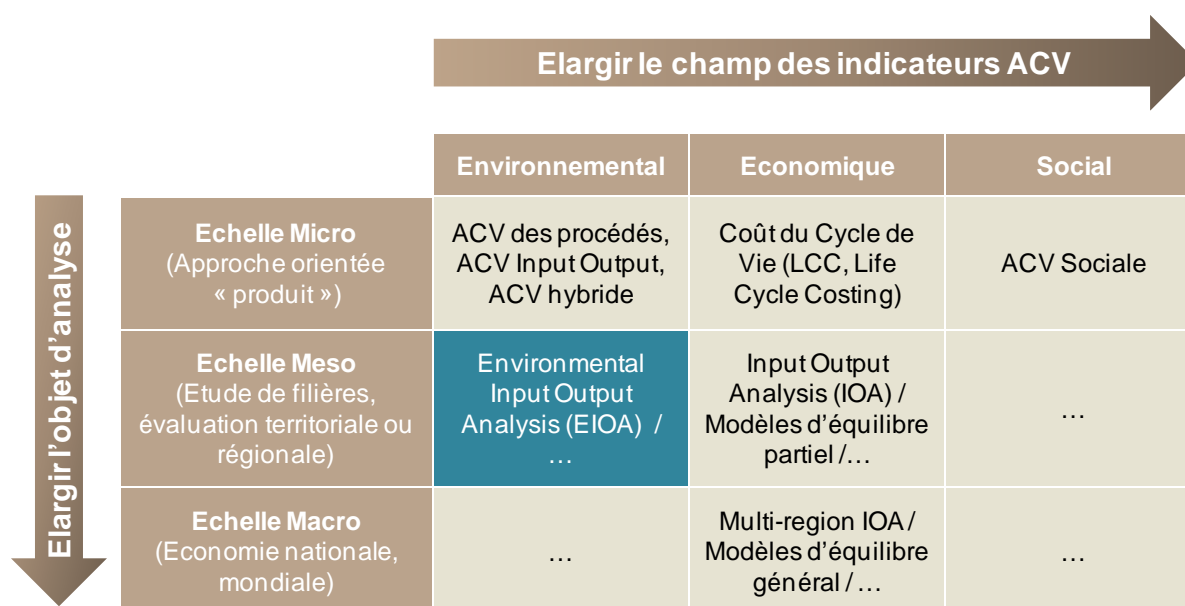 Elargir le champ des indicateurs ACV
Environnemental
Economique
Social
Elargir l'objet d'analyse
Echelle Micro
(Approche orientée
« produit »)
ACV des procédés,
ACV Input Output,
ACV hybride
Coût du Cycle de
Vie (LCC, Life
Cycle Costing)
ACV Sociale
Echelle Meso
(Etude de filières,
évaluation territoriale ou
régionale)
Environmental
Input Output
Analysis (EIOA) /
…
Input Output
Analysis (IOA) /
Modèles d'équilibre
partiel /…
…
Echelle Macro
(Economie nationale,
mondiale)
…
Multi-region IOA /
Modèles d'équilibre
général / …
…